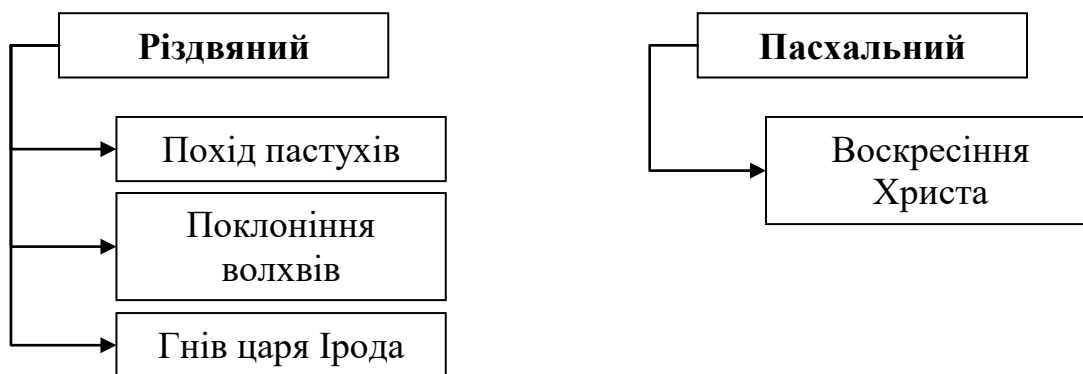 Різдвяний
Похід пастухів
Поклоніння
волхвів
Гнів царя Ірода
Пасхальний
Воскресіння
Христа